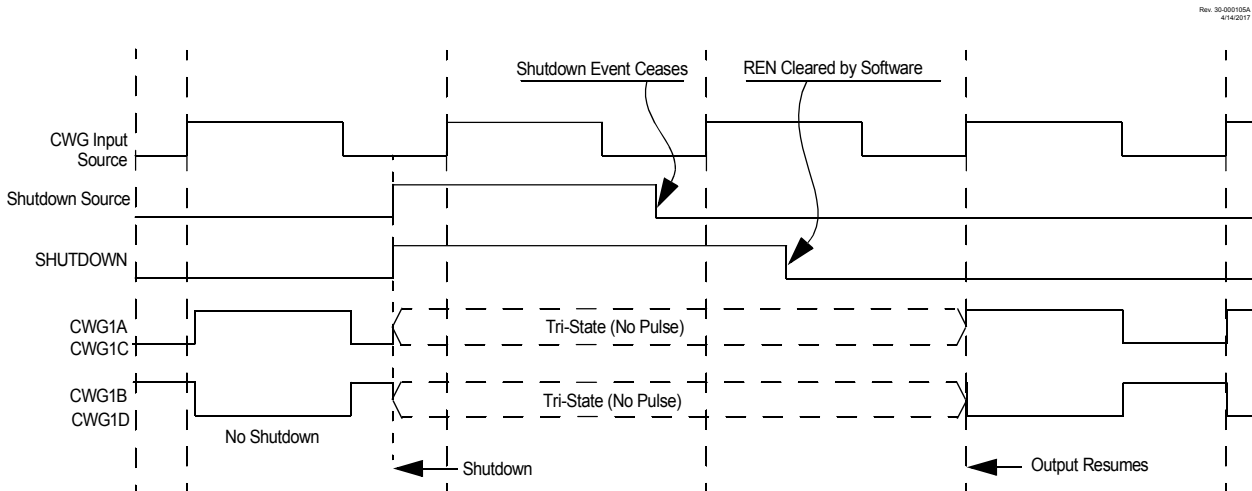 Rev. 30-000105A
4/14/2017
Shutdown Event Ceases
REN Cleared by Software
CWG Input
Source
Shutdown Source
SHUTDOWN
CWG1A
CWG1C
Tri-State (No Pulse)
CWG1B
CWG1D
Tri-State (No Pulse)
No Shutdown
Shutdown
Output Resumes